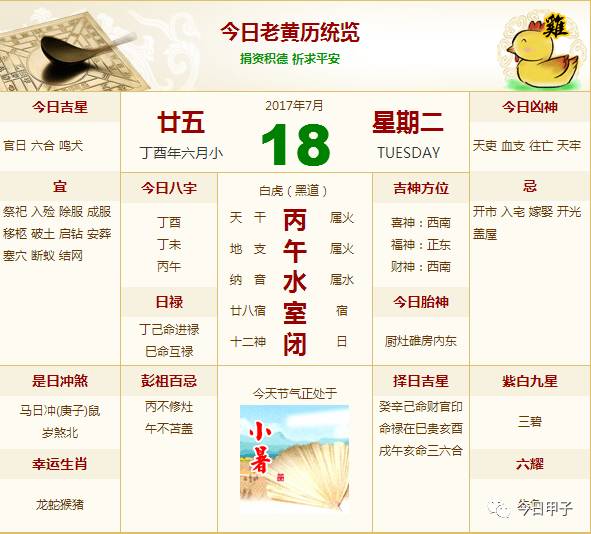 今日老黄历统览
捐资积德 祈求平安
雞
今日吉星
官日 六合 鸣犬
廿五
丁酉年六月小
2017年7月
18
星期二
TUESDAY
今日凶神
天吏 血支 往亡 天牢
宜
祭祀 入殓 除服 成服
移柩 破土 启钻 安葬
塞穴 断蚁 结网
今日八字
丁酉
丁未
丙午
日禄
丁己命进禄
巳命互禄
白虎（黑道）
天 干 丙 属火
地 支 午 属火
纳 音 水 属水
廿八宿 室 宿
十二神 闭 日
吉神方位
喜神：西南
福神：正东
财神：西南
今日胎神
厨灶碓房内东
忌
开市 入宅 嫁娶 开光
盖屋
是日冲煞
马日冲(庚子)鼠
岁煞北
幸运生肖
龙蛇猴猪
彭祖百忌
丙不修灶
午不苫盖
今天节气正处于
小暑
择日吉星
癸辛己命财官印
命禄在巳贵亥酉
戌午亥命三六合
紫白九星
三碧
六耀
今日甲子